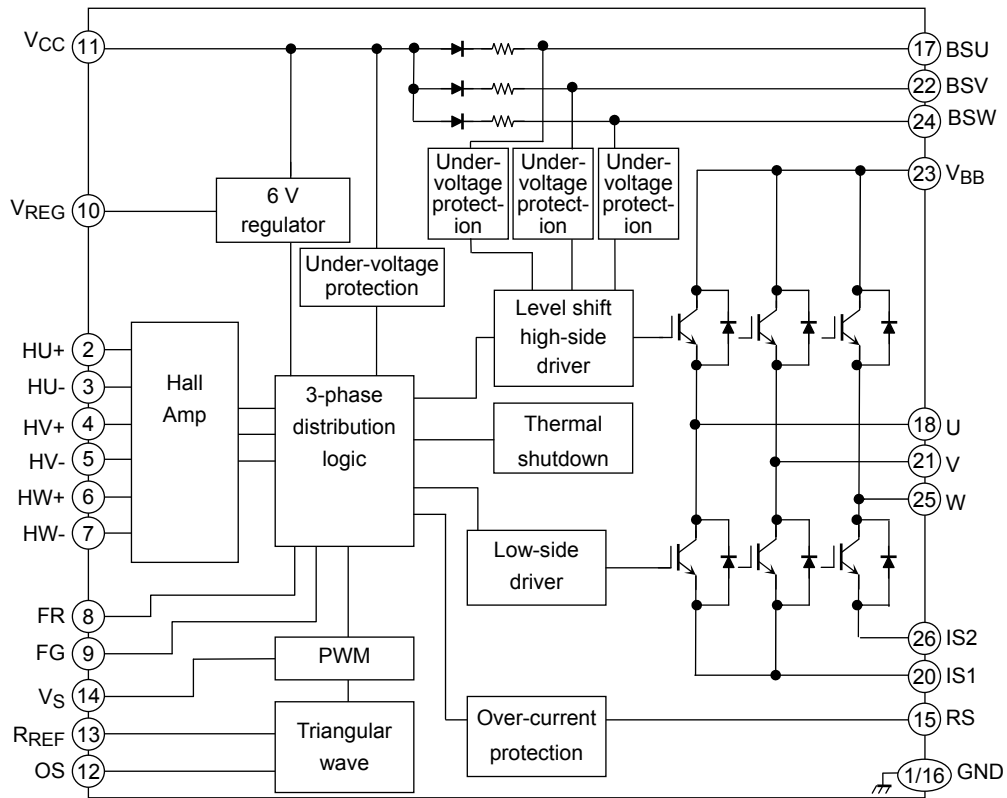 VCC 11
17 BSU
22 BSV
24 BSW
Under-
voltage
protect-
ion
Under-
voltage
protect-
ion
Under-
voltage
protect-
ion
23 VBB
VREG 10
6 V
regulator
Under-voltage
protection
Level shift
high-side
driver
HU+ 2
HU- 3
HV+ 4
HV- 5
HW+ 6
HW- 7
Hall
Amp
3-phase
distribution
logic
Thermal
shutdown
18 U
21 V
25 W
Low-side
driver
FR 8
FG 9
VS 14
RREF 13
OS 12
PWM
Triangular
wave
Over-current
protection
26 IS2
20 IS1
15 RS
1/16 GND